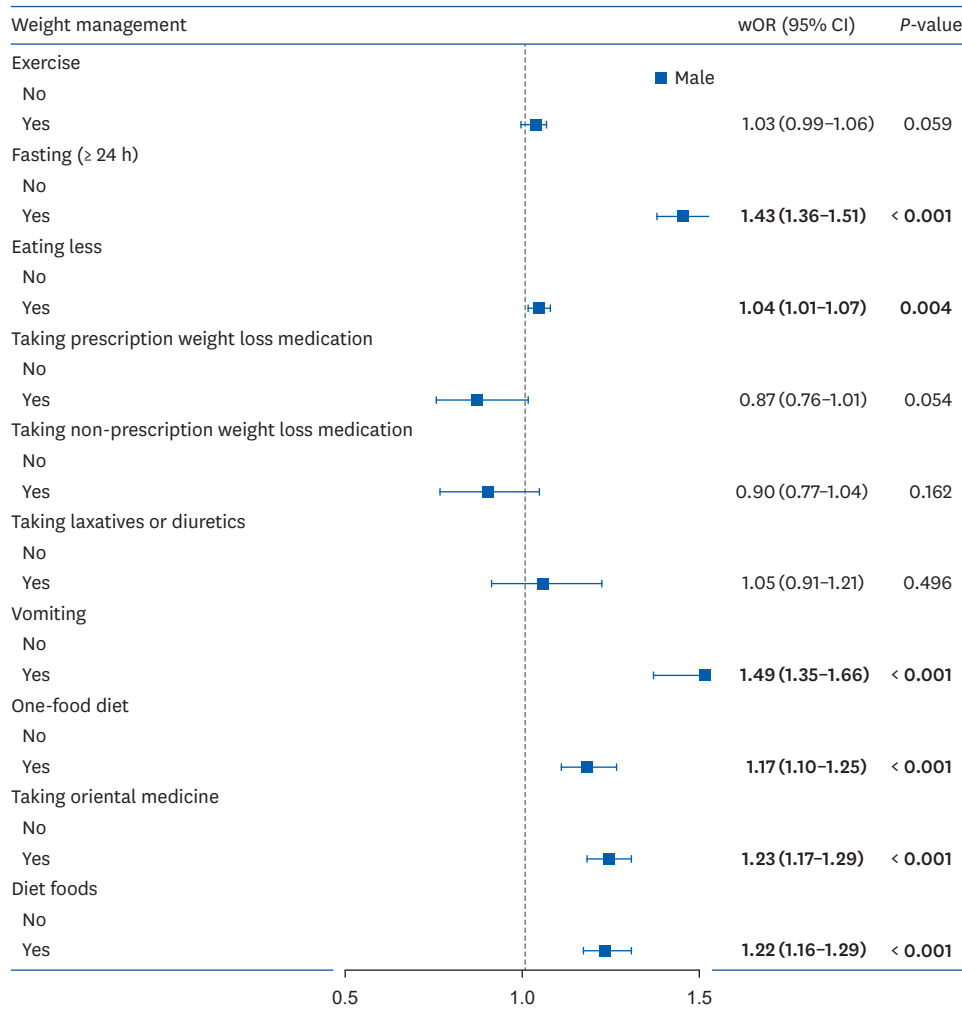 Weight management wOR (95% CI) P-value
Exercise
Male
No
Yes 1.03 (0.99–1.06) 0.059
Fasting (≥ 24 h)
No
Yes 1.43 (1.36–1.51) < 0.001
Eating less
No
Yes 1.04 (1.01–1.07) 0.004
Taking prescription weight loss medication
No
Yes 0.87 (0.76–1.01) 0.054
Taking non-prescription weight loss medication
No
Yes 0.90 (0.77–1.04) 0.162
Taking laxatives or diuretics
No
Yes 1.05 (0.91–1.21) 0.496
Vomiting
No
Yes 1.49 (1.35–1.66) < 0.001
One-food diet
No
Yes 1.17 (1.10–1.25) < 0.001
Taking oriental medicine
No
Yes 1.23 (1.17–1.29) < 0.001
Diet foods
No
Yes 1.22 (1.16–1.29) < 0.001
0.5 1.0 1.5